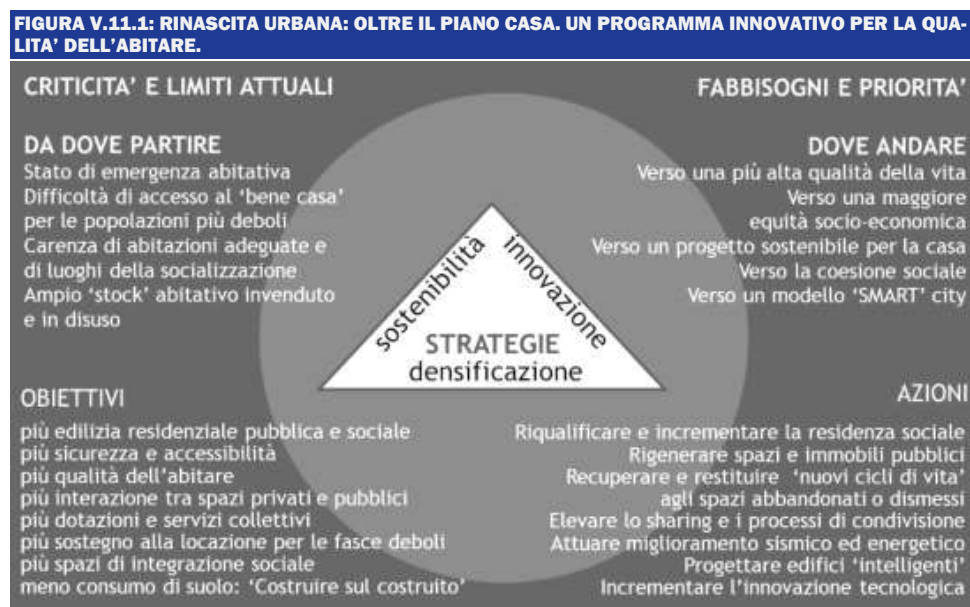 FIGURA V.11.1: RINASCITA URBANA: OLTRE IL PIANO CASA. UN PROGRAMMA INNOVATIVO PER LA QUA-
LITA' DELL'ABITARE.
CRITICITA' E LIMITI ATTUALI
DA DOVE PARTIRE
Stato di emergenza abitativa
Difficoltà di accesso al 'bene casa'
per le popolazioni più deboli
Carenza di abitazioni adeguate e
di luoghi della socializzazione
Ampio 'stock' abitativo invenduto
e in disuso
FABBISOGNI E PRIORITA'
DOVE ANDARE
Verso una più alta qualità della vita
Verso una maggiore
equità socio-economica
Verso un progetto sostenibile per la casa
Verso la coesione sociale
Verso un modello 'SMART' city
sostenibilità
innovazione
STRATEGIE
densificazione
OBIETTIVI
più edilizia residenziale pubblica e sociale
più sicurezza e accessibilità
più qualità dell'abitare
più interazione tra spazi privati e pubblici
più dotazioni e servizi collettivi
più sostegno alla locazione per le fasce deboli
più spazi di integrazione sociale
meno consumo di suolo: 'Costruire sul costruito'
AZIONI
Riqualificare e incrementare la residenza sociale
Rigenerare spazi e immobili pubblici
Recuperare e restituire 'nuovi cicli di vita'
agli spazi abbandonati o dismessi
Elevare lo sharing e i processi di condivisione
Attuare miglioramento sismico ed energetico
Progettare edifici 'intelligenti'
Incrementare l'innovazione tecnologica